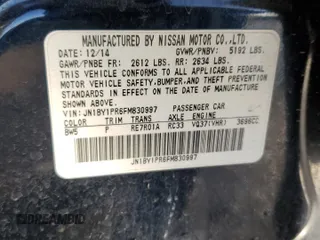 MANUFACTURED BY NISSAN MOTOR CO.,LTD.
DATE: 12/14 GVWR/PNBV: 5192 LBS.
GAWR/PNBE FR: 2612 LBS. RR: 2634 LBS.
THIS VEHICLE CONFORMS TO ALL APPLICABLE FEDERAL
MOTOR VEHICLE SAFETY, BUMPER, AND THEFT PREVENTION
STANDARDS IN EFFECT ON THE DATE OF MANUFACTURE
SHOWN ABOVE.
JN1BY1PR6FM830997 PASSENGER CAR
COLOR TRIM TRANS AXLE ENGINE
BW5 P RE7R01A RC33 VQ37(VHR) 3696CC
JN1BY1PR6FM830997